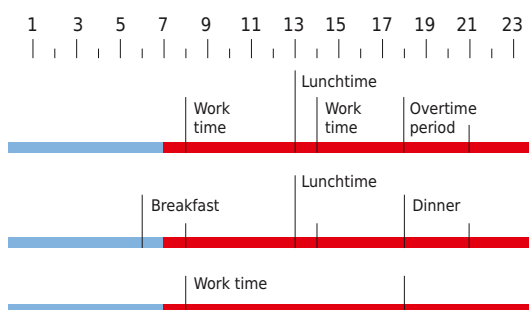 1 3 5 7 9 11 13 15 17 19 21 23
Lunchtime
Work Work Overtime
time time period
Lunchtime
Breakfast Dinner
Work time